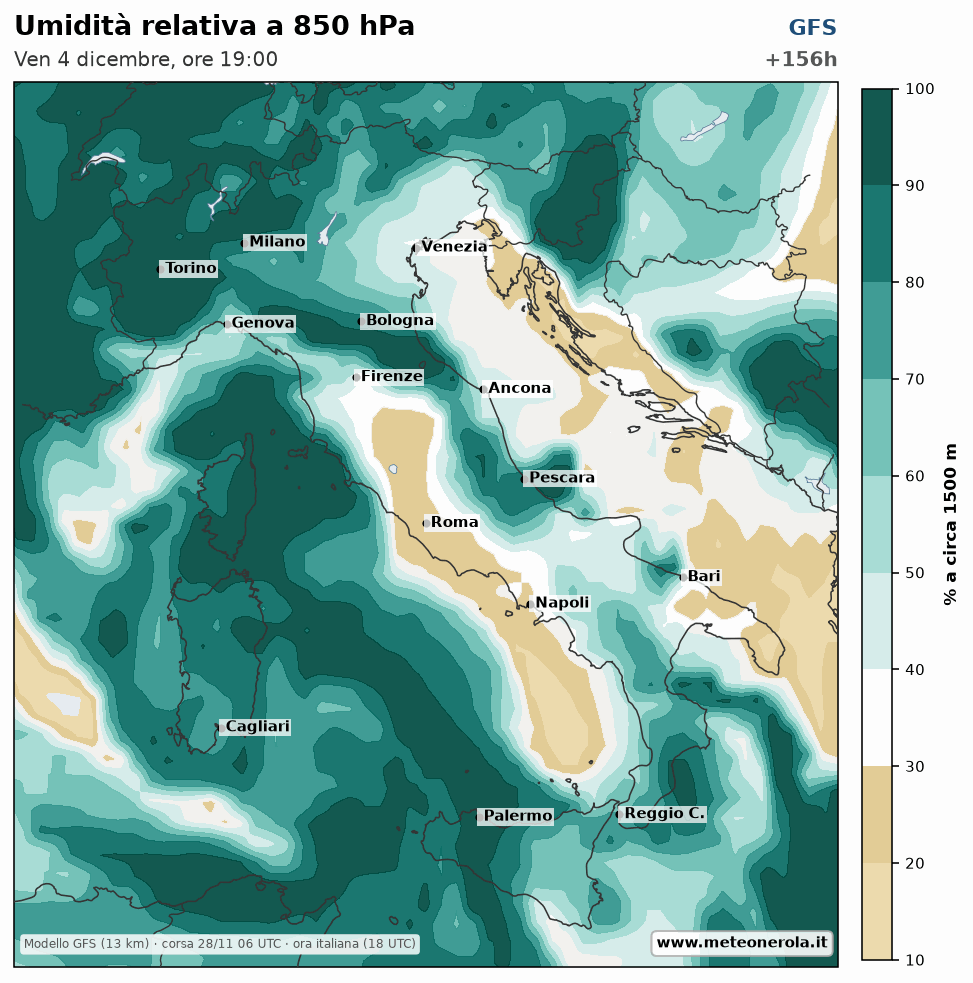 Umidità relativa a 850 hPa
GFS
Ven 4 dicembre, ore 19:00
+156h
100
90
80
70
60
50
40
30
20
10
% a circa 1500 m
Milano
Venezia
Torino
Genova
Bologna
Firenze
Ancona
Pescara
Roma
Bari
Napoli
Cagliari
Palermo
Reggio C.
Modello GFS (13 km) · corsa 28/11 06 UTC · ora italiana (18 UTC)
www.meteonerola.it